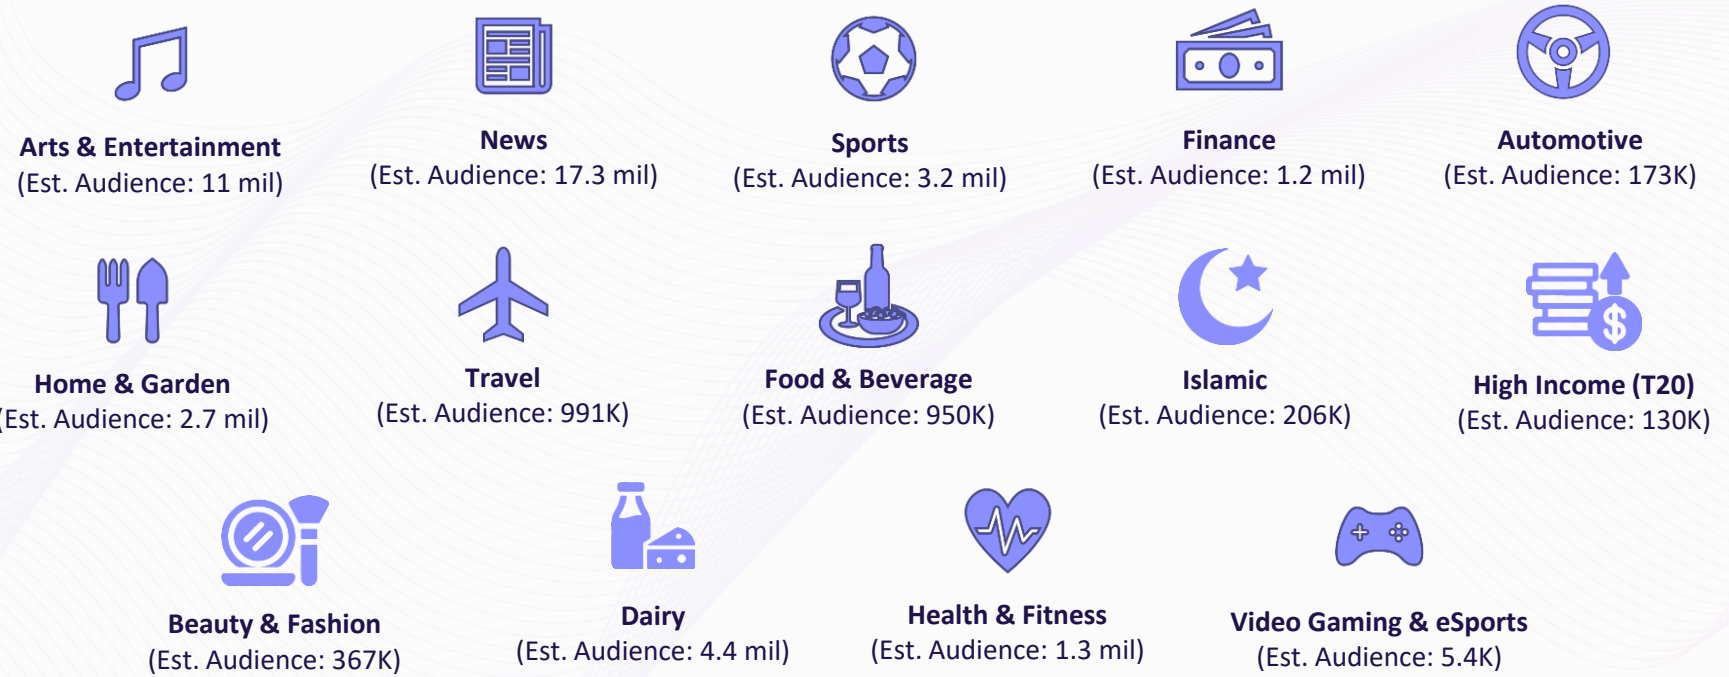 Arts & Entertainment
(Est. Audience: 11 mil)
News
(Est. Audience: 17.3 mil)
Sports
(Est. Audience: 3.2 mil)
Finance
(Est. Audience: 1.2 mil)
Automotive
(Est. Audience: 173K)
Home & Garden
(Est. Audience: 2.7 mil)
Travel
(Est. Audience: 991K)
Food & Beverage
(Est. Audience: 950K)
Islamic
(Est. Audience: 206K)
High Income (T20)
(Est. Audience: 130K)
Beauty & Fashion
(Est. Audience: 367K)
Dairy
(Est. Audience: 4.4 mil)
Health & Fitness
(Est. Audience: 1.3 mil)
Video Gaming & eSports
(Est. Audience: 5.4K)